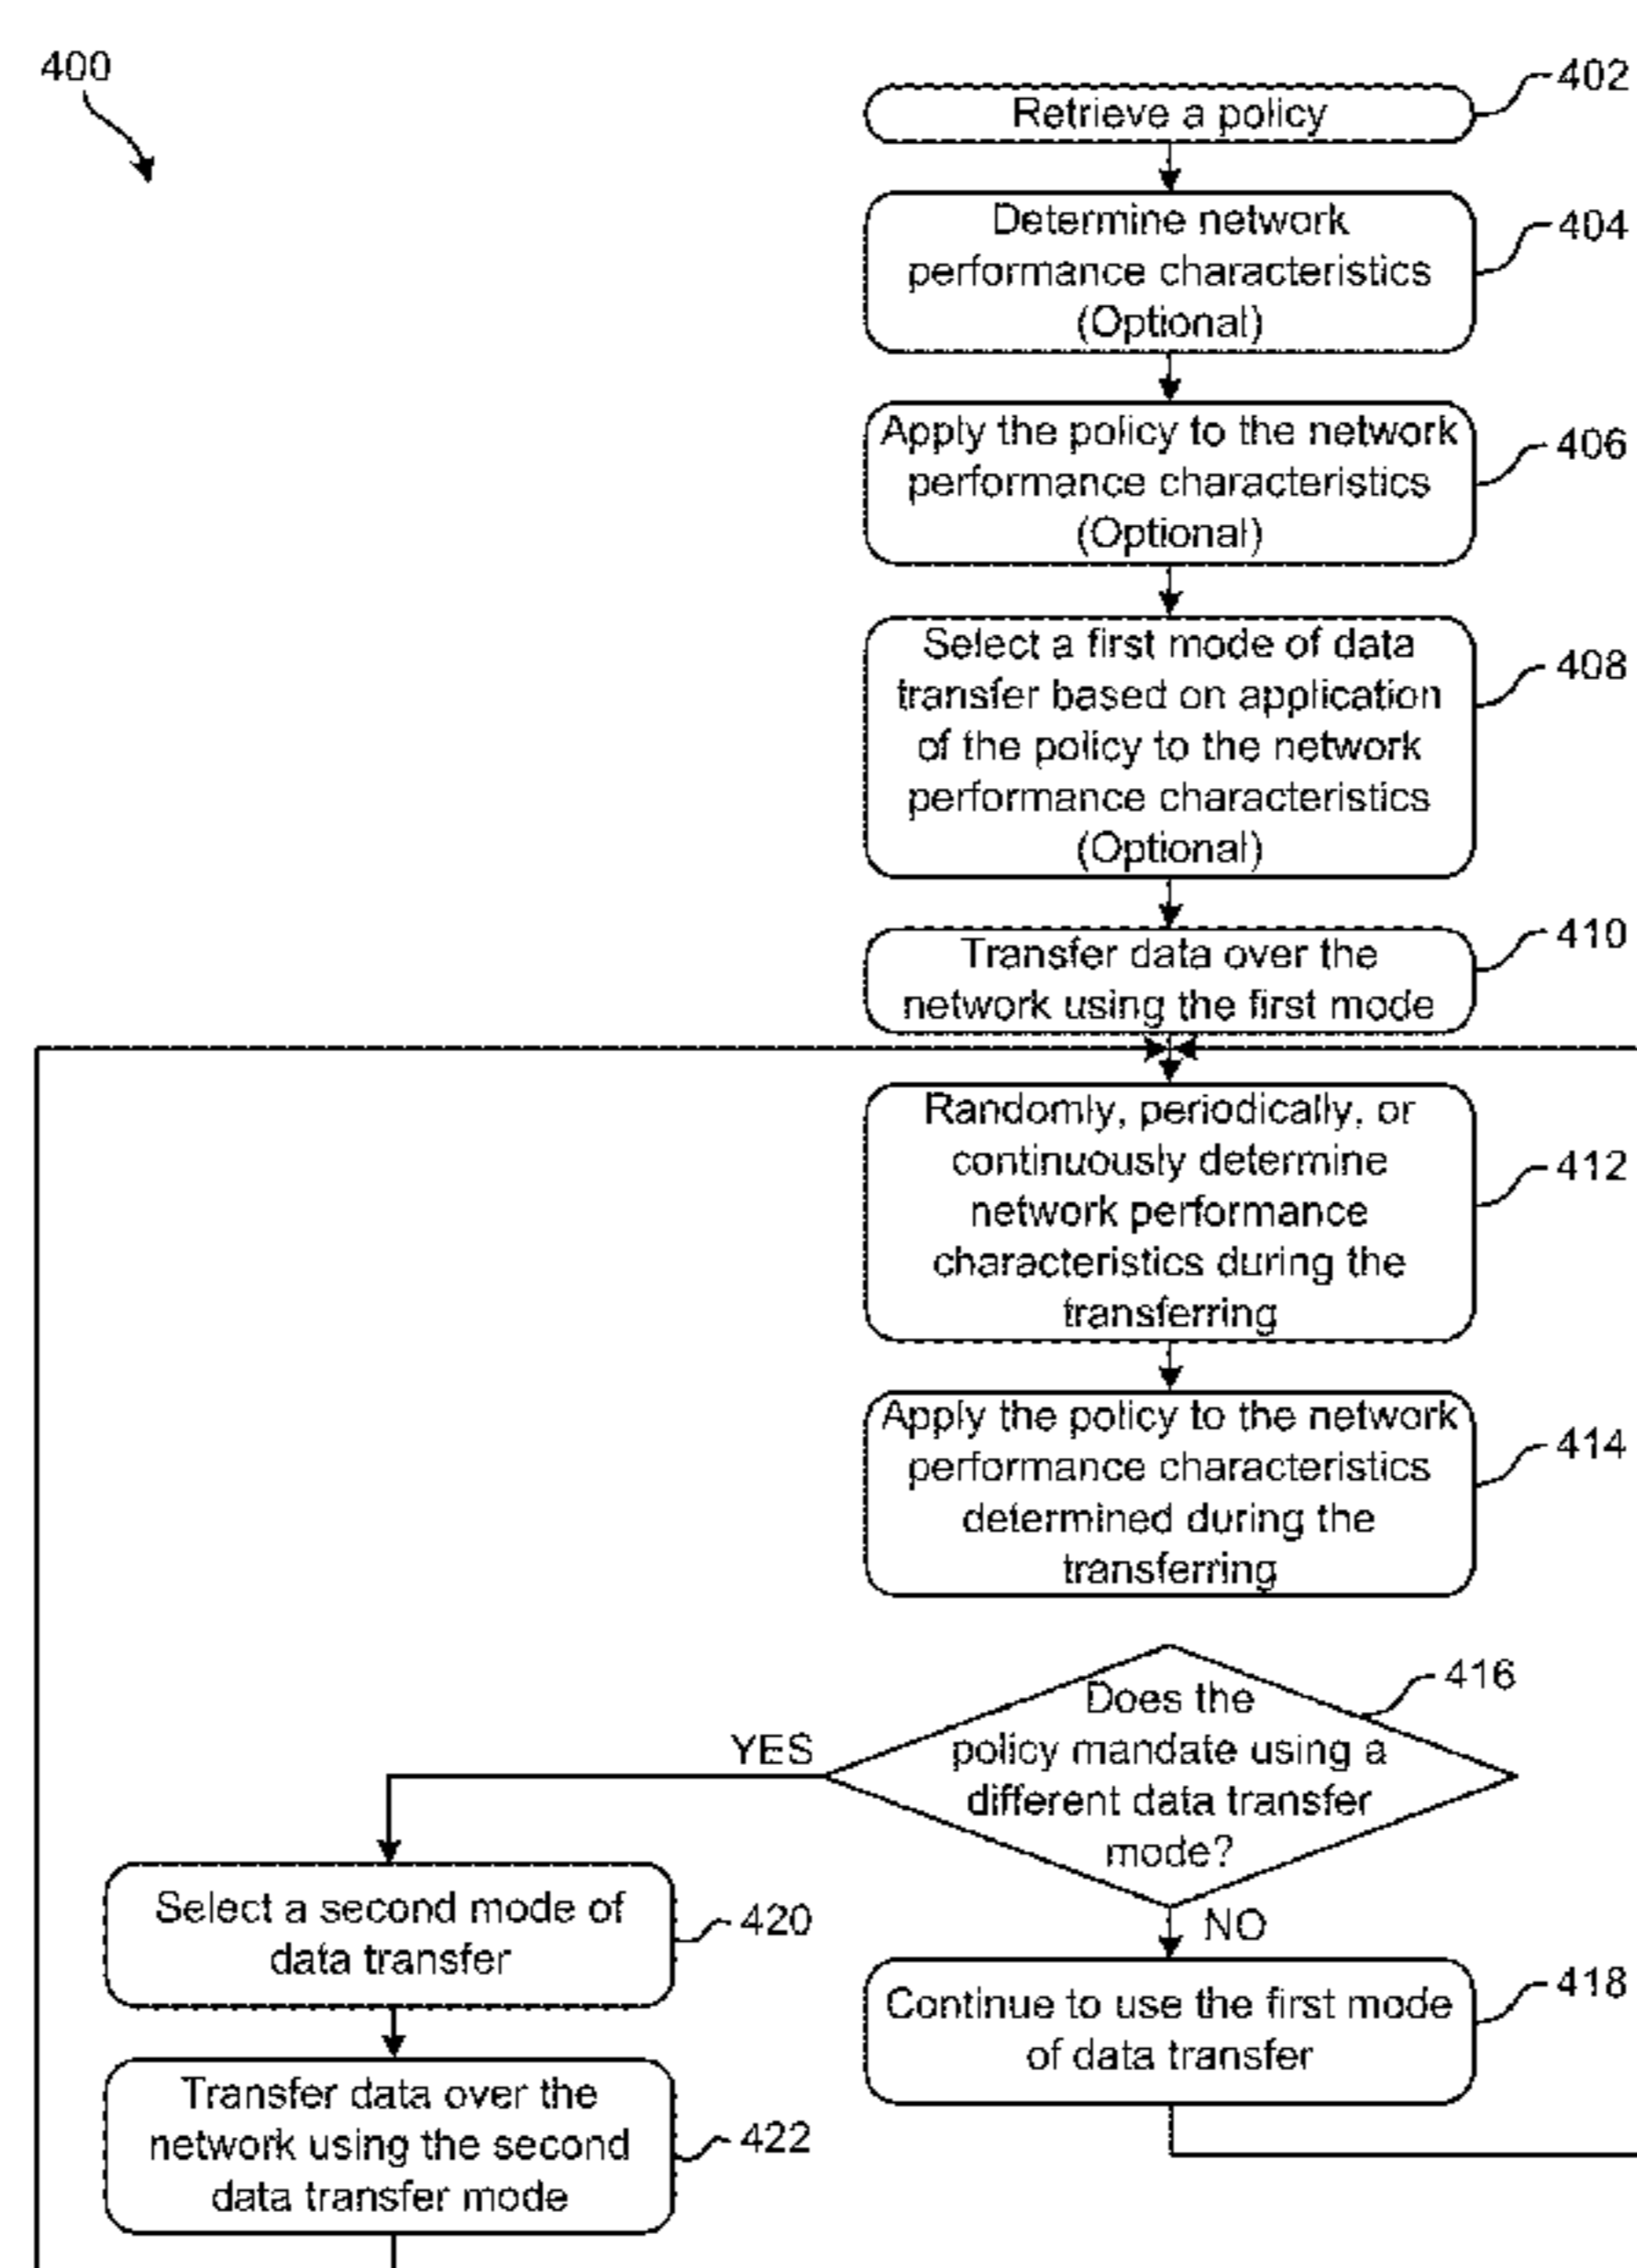 400
Retrieve a policy
402
Determine network
performance characteristics
(Optional)
404
Apply the policy to the network
performance characteristics
(Optional)
406
Select a first mode of data
transfer based on application
of the policy to the network
performance characteristics
(Optional)
408
Transfer data over the
network using the first mode
410
Randomly, periodically, or
continuously determine
network performance
characteristics during the
transferring
412
Apply the policy to the network
performance characteristics
determined during the
transferring
414
Does the
policy mandate using a
different data transfer
mode?
416
YES
NO
Select a second mode of
data transfer
420
Continue to use the first mode
of data transfer
418
Transfer data over the
network using the second
data transfer mode
422